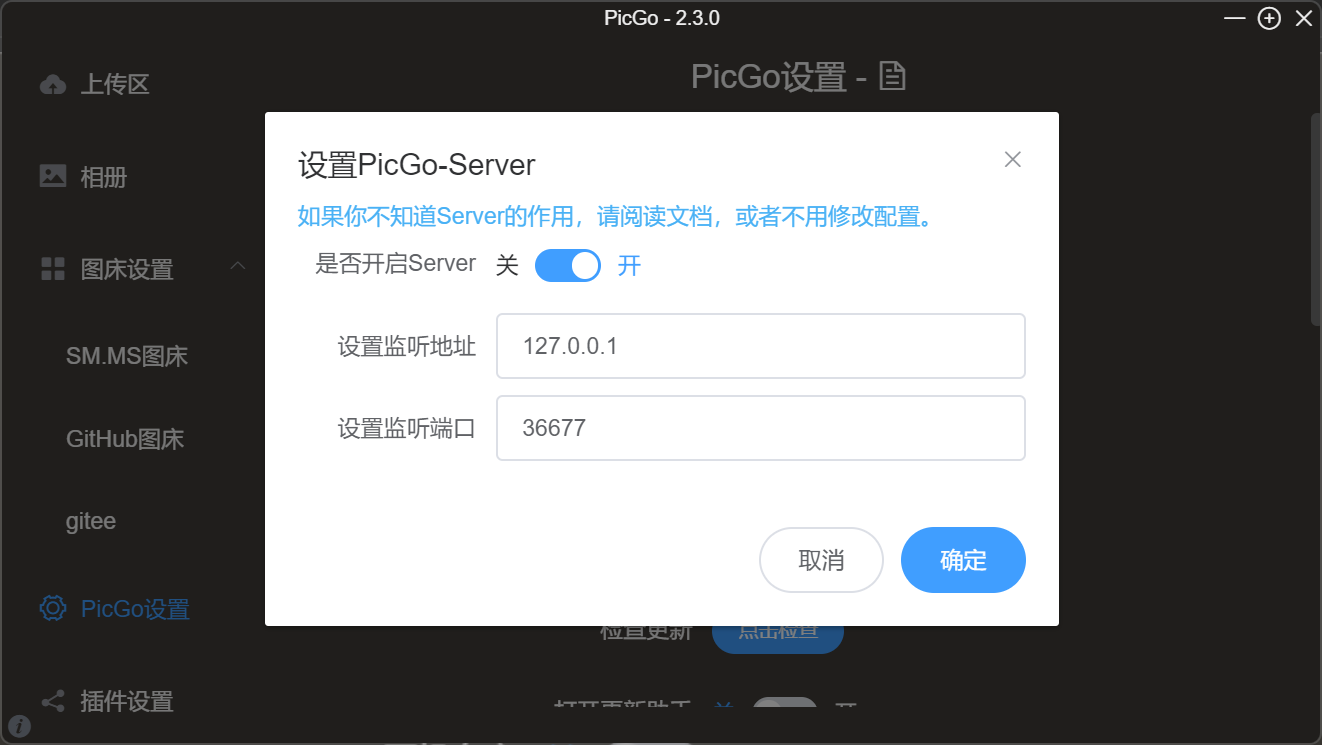 PicGo - 2.3.0
上传区
相册
图床设置
SM.MS图床
GitHub图床
gitee
PicGo设置
插件设置
PicGo设置 -
设置PicGo-Server
如果你不知道Server的作用，请阅读文档，或者不用修改配置。
是否开启Server 关 开
设置监听地址 127.0.0.1
设置监听端口 36677
取消 确定
检查更新 点击检查
打开更新助手 关 开